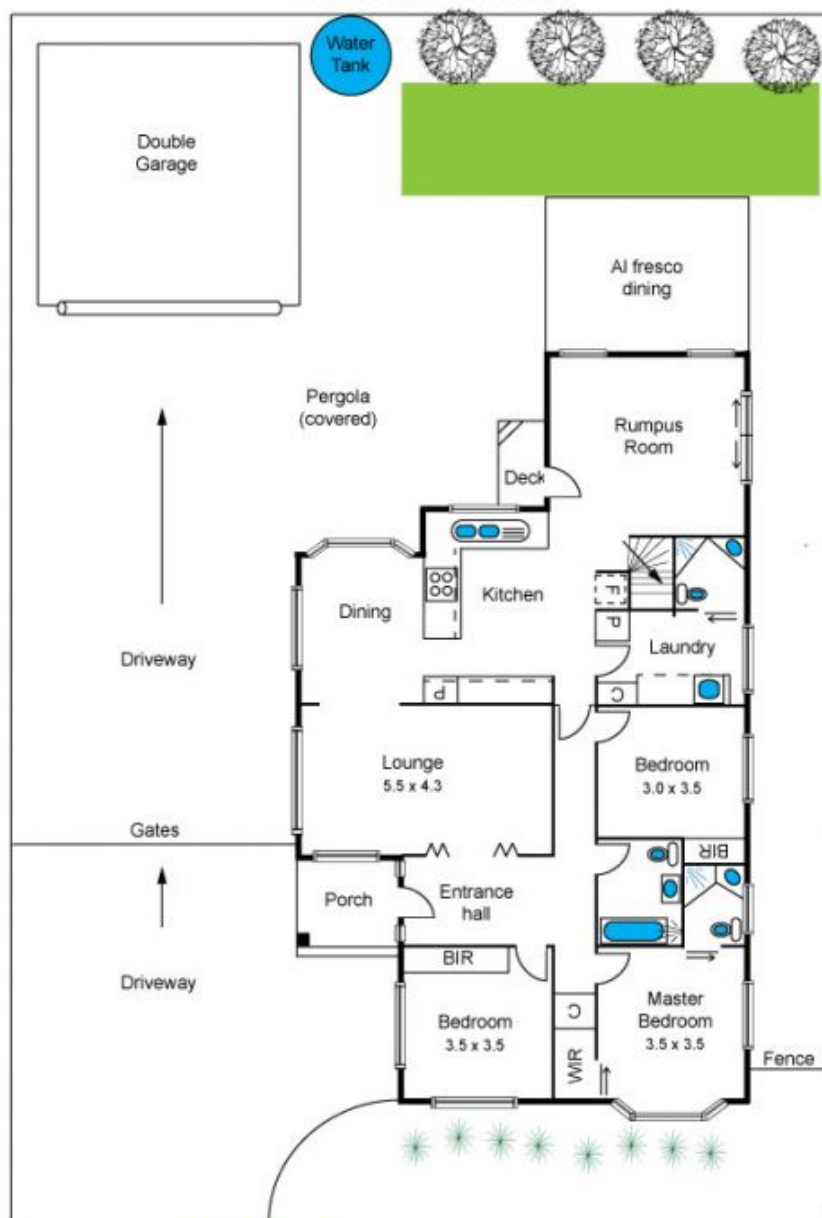 Water
Tank
Double
Garage
Al fresco
dining
Pergola
(covered)
Rumpus
Room
Deck
Kitchen
F
Dining
P
Laundry
Driveway
P
C
Lounge
5.5 x 4.3
Bedroom
3.0 x 3.5
Gates
BIR
Porch
Entrance
hall
BIR
Driveway
Bedroom
3.5 x 3.5
C
Master
Bedroom
3.5 x 3.5
WIR
Fence